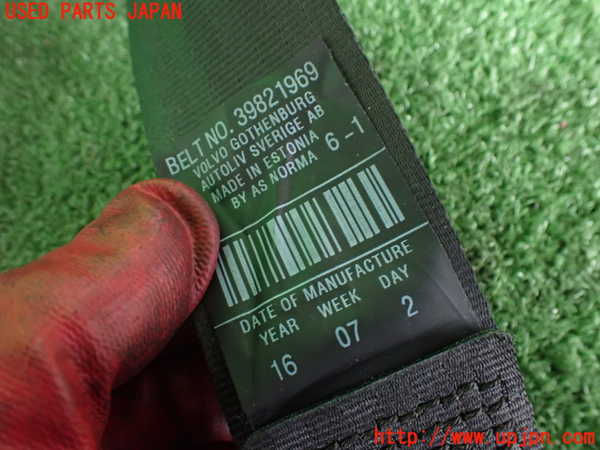 USED PARTS JAPAN
BELT NO. 39821969
VOLVO GOTHENBURG
AUTOLIV SVERIGE AB
MADE IN ESTONIA
BY AS NORMA 6-1
DATE OF MANUFACTURE
YEAR WEEK DAY
16 07 2
http://www.upjpn.com/